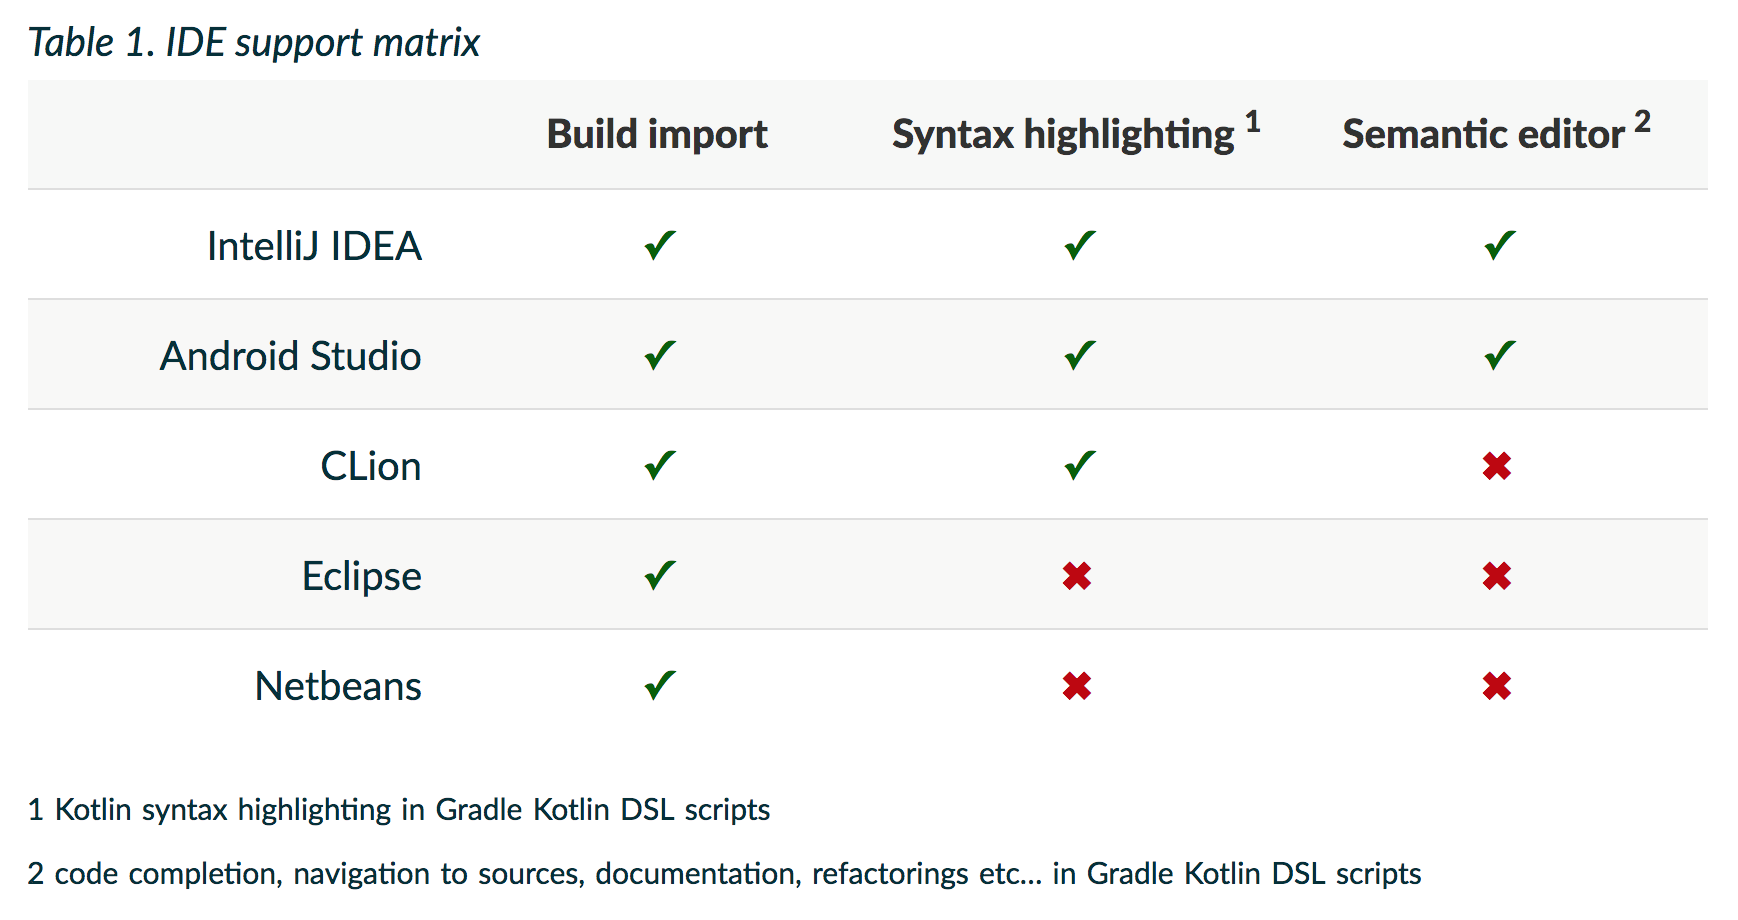 Table 1. IDE support matrix
Build import Syntax highlighting 1 Semantic editor 2
IntelliJ IDEA ✔ ✔ ✔
Android Studio ✔ ✔ ✔
CLion ✔ ✔ ✖
Eclipse ✔ ✖ ✖
Netbeans ✔ ✖ ✖
1 Kotlin syntax highlighting in Gradle Kotlin DSL scripts
2 code completion, navigation to sources, documentation, refactorings etc... in Gradle Kotlin DSL scripts